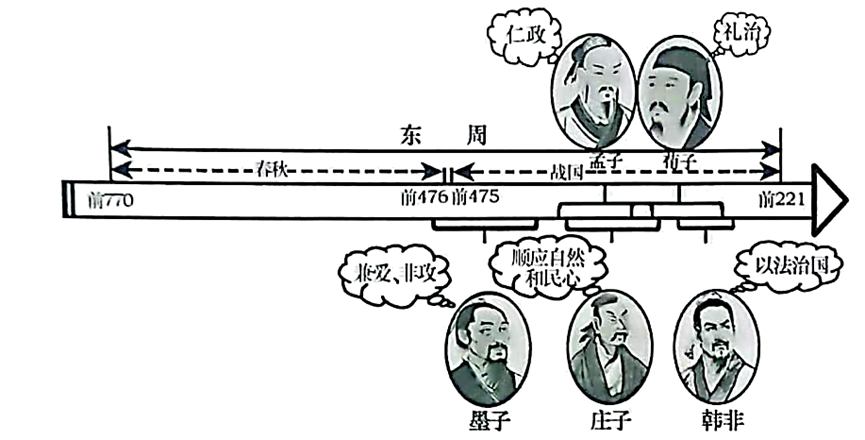 仁政
礼治
东 周
孟子
荀子
春秋
战国
前770
前476
前475
前221
兼爱、非攻
顺应自然
和民心
以法治国
墨子
庄子
韩非